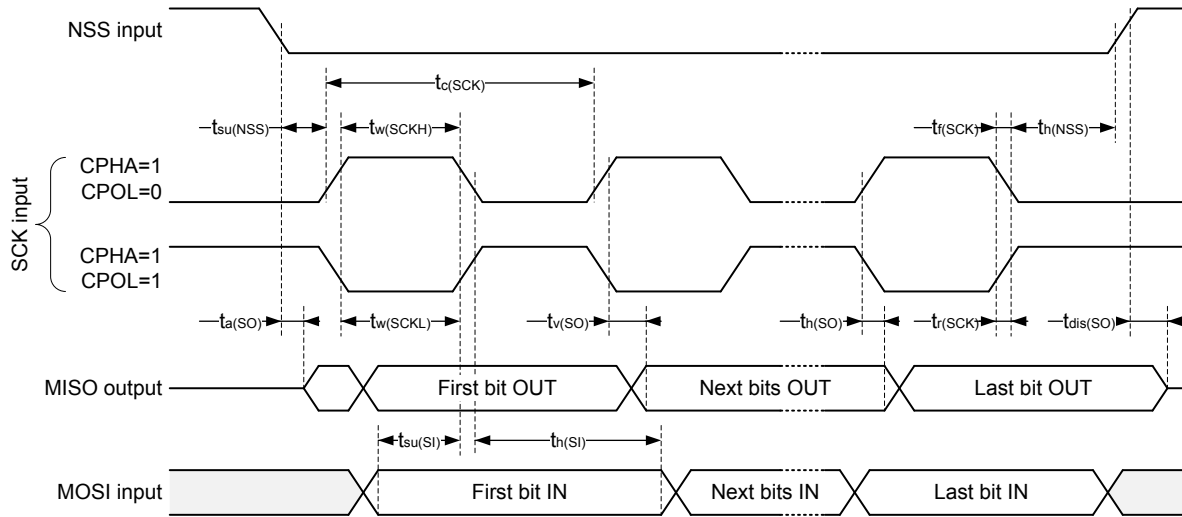 NSS input
tc(SCK)
tsu(NSS)
tw(SCKH)
tf(SCK)
th(NSS)
SCK input
CPHA=1
CPOL=0
CPHA=1
CPOL=1
ta(SO)
tw(SCKL)
tv(SO)
th(SO)
tr(SCK)
tdis(SO)
MISO output
First bit OUT
Next bits OUT
Last bit OUT
tsu(SI)
th(SI)
MOSI input
First bit IN
Next bits IN
Last bit IN